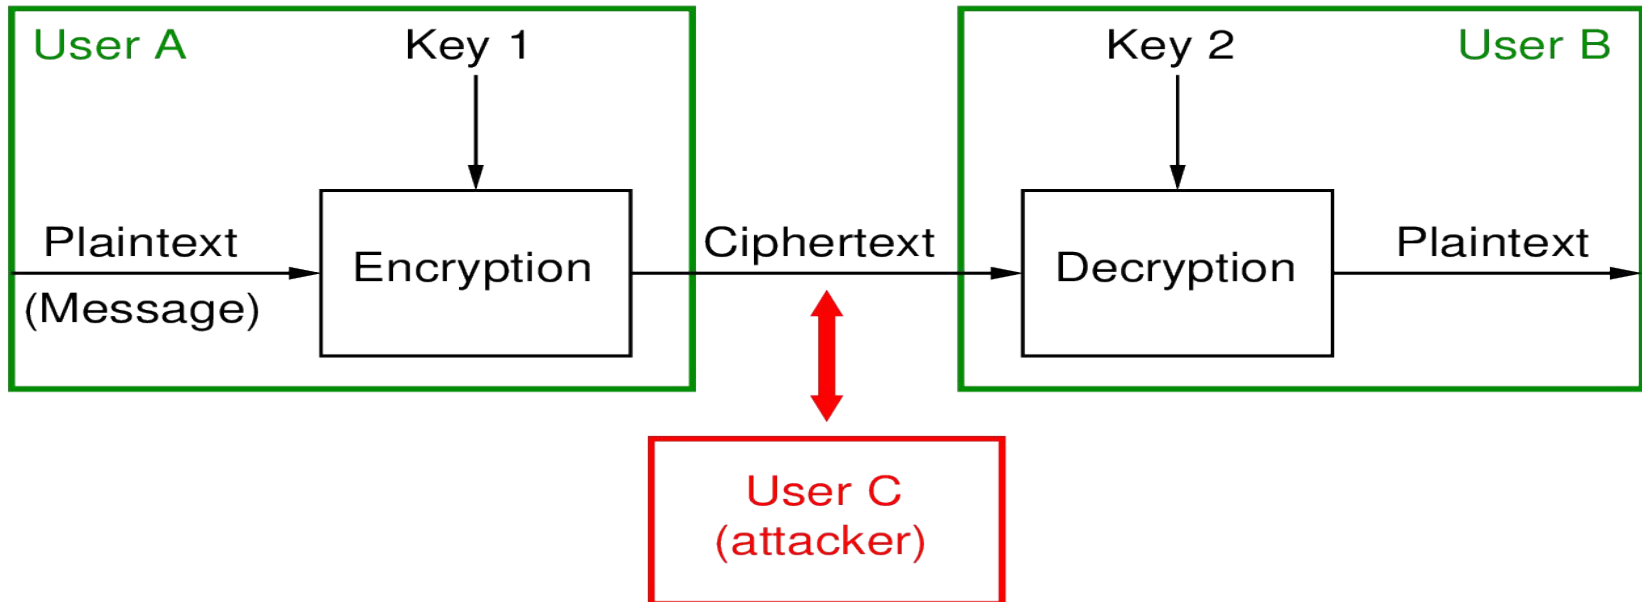 User A
Key 1
Key 2
User B
Plaintext
(Message)
Encryption
Ciphertext
Decryption
Plaintext
User C
(attacker)